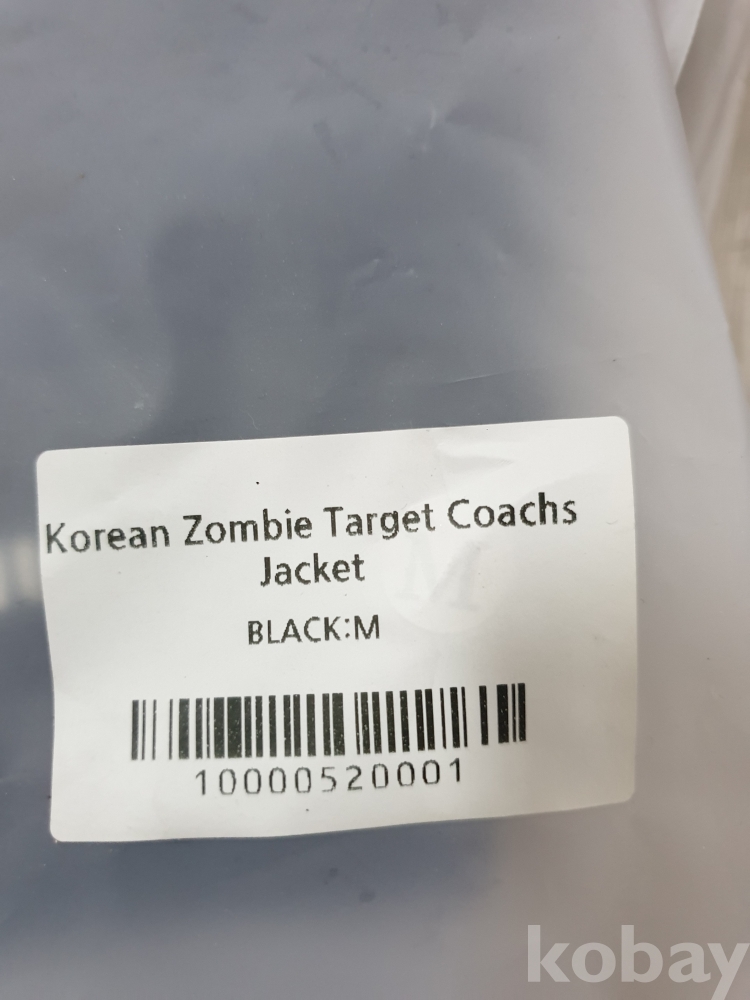 Korean Zombie Target Coachs
Jacket
M
BLACK:M
10000520001
kobay